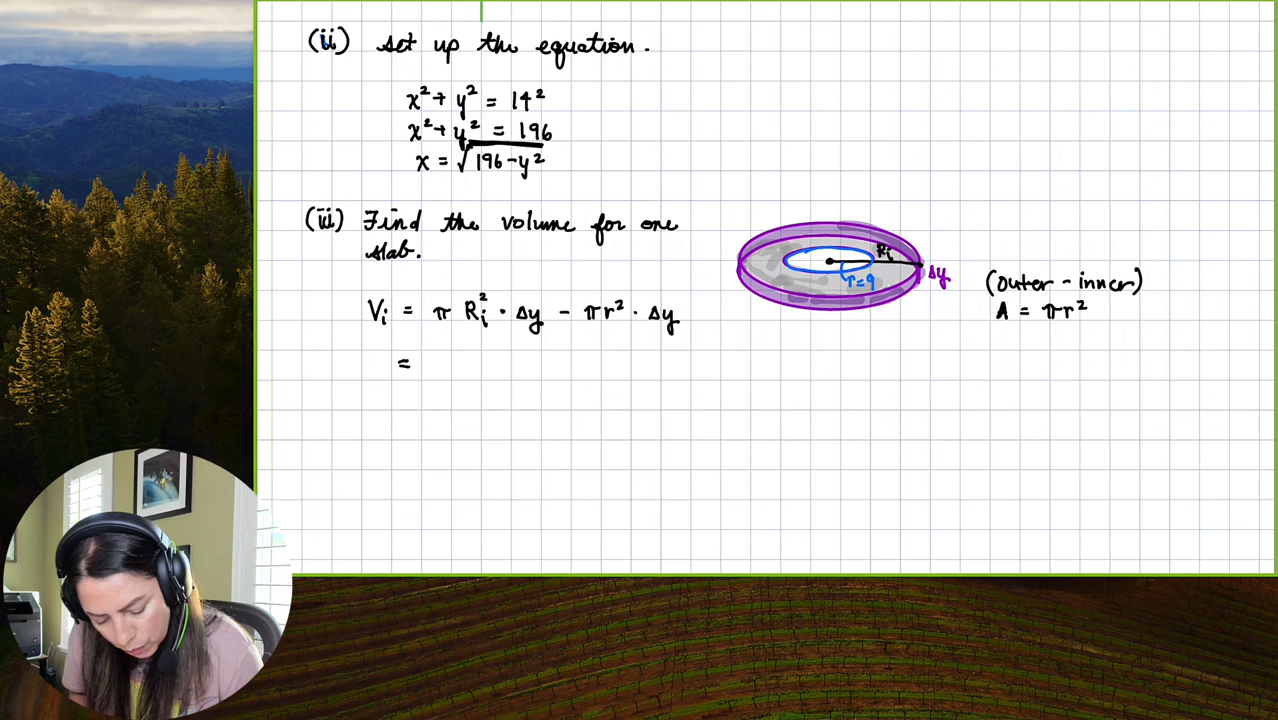 (ii) set up the equation.
x² + y² = 14²
x² + y² = 196
x = √(196 - y²)
(iii) Find the volume for one
slab.
Rᵢ
r = 9
Δy
(outer - inner)
A = πr²
Vᵢ = π Rᵢ² · Δy - πr² · Δy
=